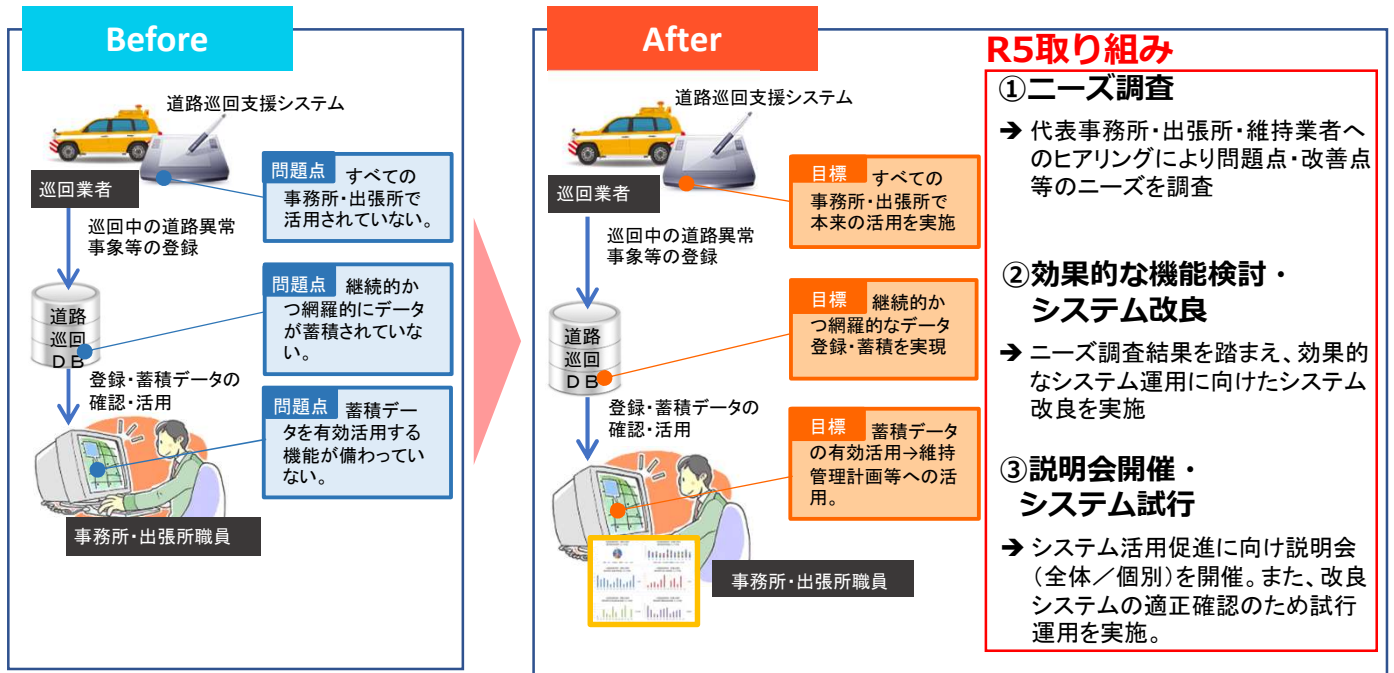 Before
道路巡回支援システム
巡回業者
問題点 すべての
事務所・出張所で
活用されていない。
巡回中の道路異常
事象等の登録
問題点 継続的か
つ網羅的にデータ
が蓄積されていな
い。
道路
巡回
DB
登録・蓄積データの
確認・活用
問題点 蓄積デー
タを有効活用する
機能が備わってい
ない。
事務所・出張所職員
After
道路巡回支援システム
巡回業者
目標 すべての
事務所・出張所で
本来の活用を実施
巡回中の道路異常
事象等の登録
目標 継続的か
つ網羅的なデータ
登録・蓄積を実現
道路
巡回
DB
登録・蓄積データの
確認・活用
目標 蓄積データ
の有効活用→維持
管理計画等への活
用。
事務所・出張所職員
R5取り組み
①ニーズ調査
➔ 代表事務所・出張所・維持業者へ
のヒアリングにより問題点・改善点
等のニーズを調査
②効果的な機能検討・
システム改良
➔ ニーズ調査結果を踏まえ、効果的
なシステム運用に向けたシステム
改良を実施
③説明会開催・
システム試行
➔ システム活用促進に向け説明会
（全体／個別）を開催。また、改良
システムの適正確認のため試行
運用を実施。